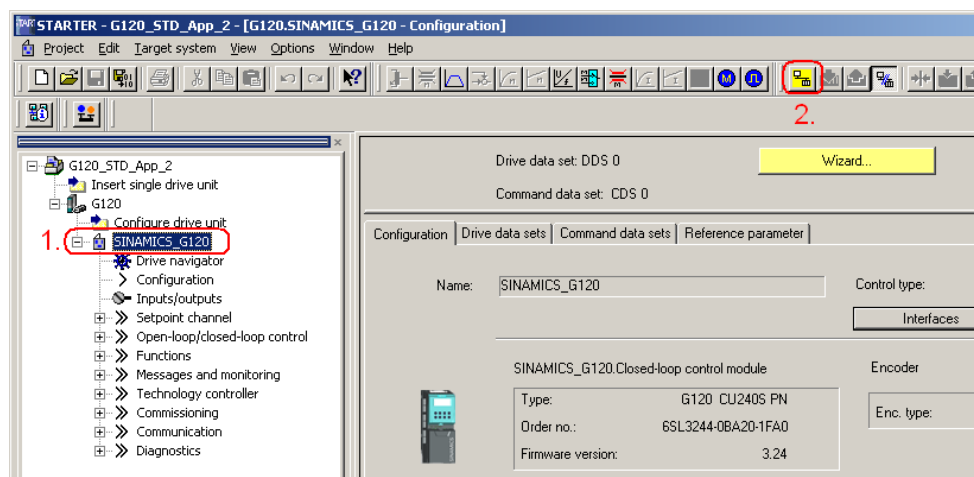 STARTER - G120_STD_App_2 - [G120.SINAMICS_G120 - Configuration]
Project Edit Target system View Options Window Help
2.
G120_STD_App_2
Insert single drive unit
G120
Configure drive unit
1. SINAMICS_G120
Drive navigator
Configuration
Inputs/outputs
Setpoint channel
Open-loop/closed-loop control
Functions
Messages and monitoring
Technology controller
Commissioning
Communication
Diagnostics
Drive data set: DDS 0 Wizard...
Command data set: CDS 0
Configuration Drive data sets Command data sets Reference parameter
Name: SINAMICS_G120 Control type:
Interfaces
SINAMICS_G120.Closed-loop control module Encoder
Type: G120 CU240S PN Enc. type:
Order no.: 6SL3244-0BA20-1FA0
Firmware version: 3.24